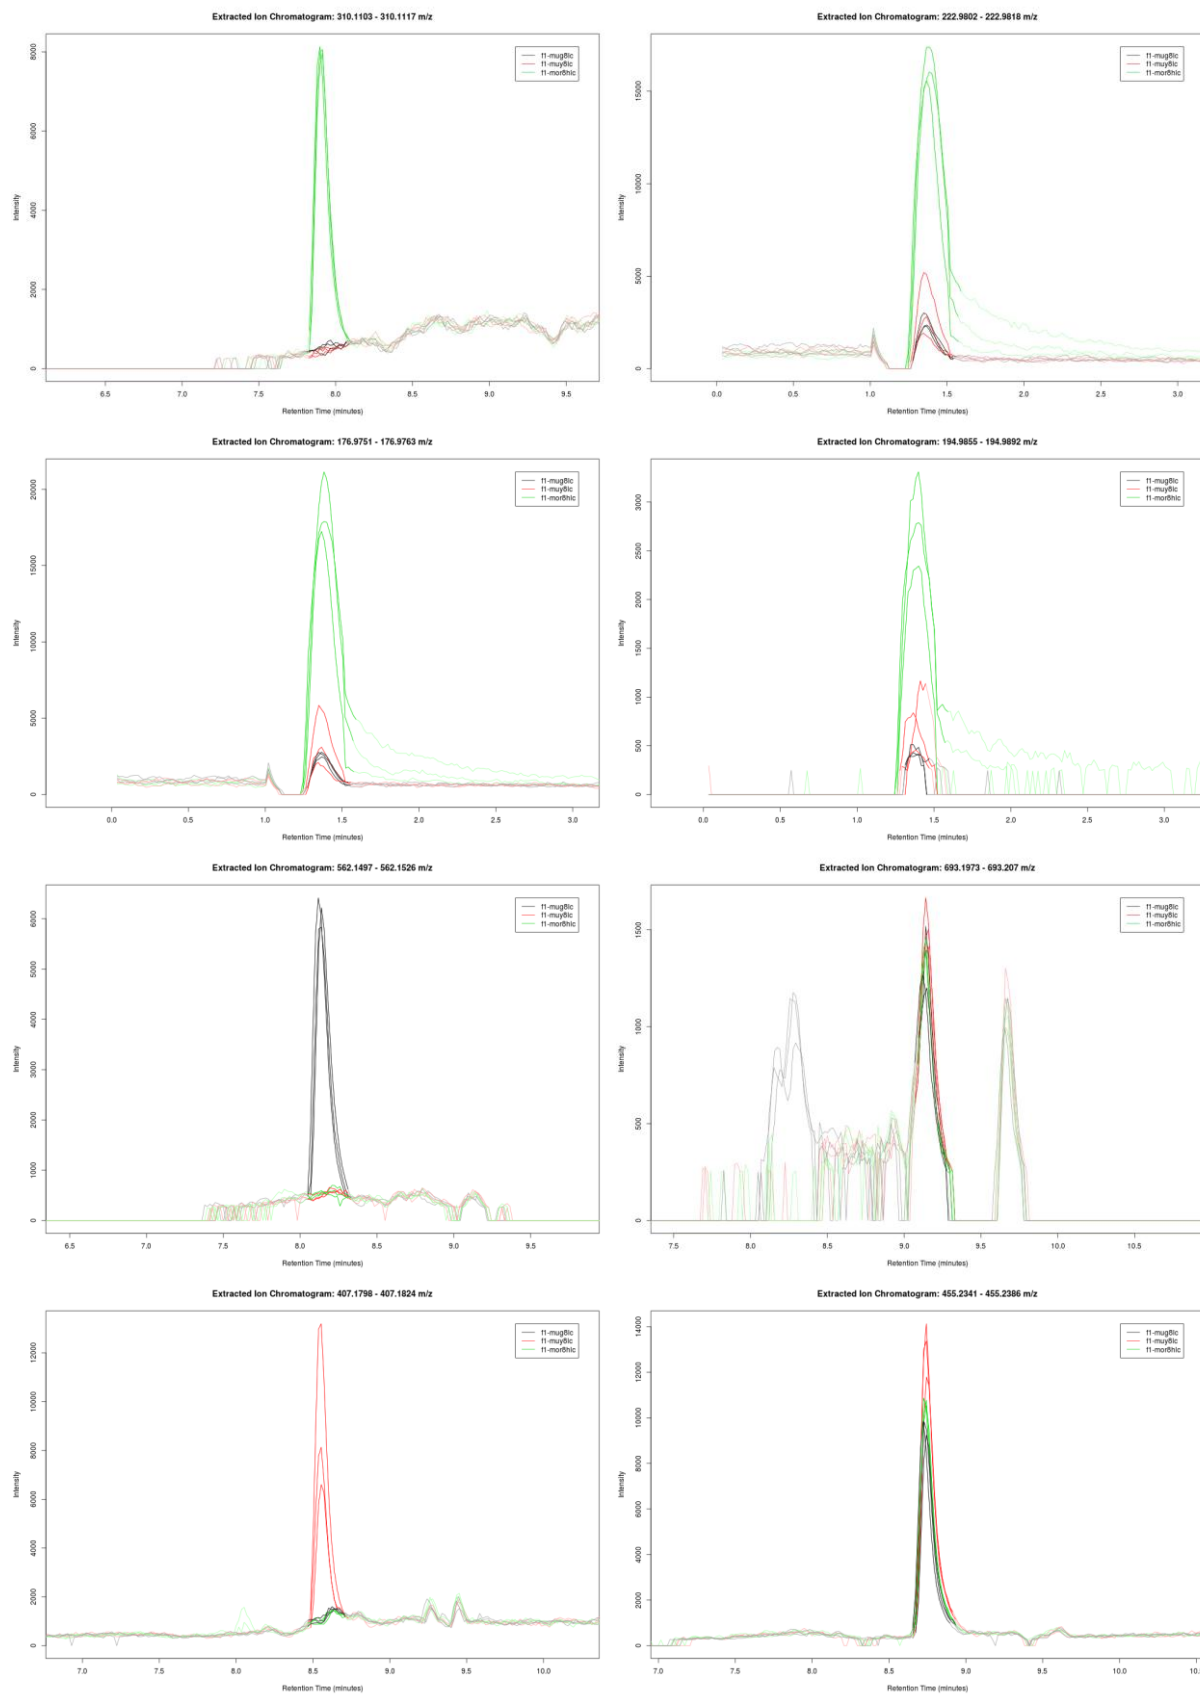 Extracted Ion Chromatogram: 310.1103 - 310.1117 m/z
f1-mug8lc
f1-muy8lc
f1-mor8hlc
Intensity
0
2000
4000
6000
8000
6.5 7.0 7.5 8.0 8.5 9.0 9.5
Retention Time (minutes)
Extracted Ion Chromatogram: 222.9802 - 222.9818 m/z
f1-mug8lc
f1-muy8lc
f1-mor8hlc
Intensity
0
5000
10000
15000
0.0 0.5 1.0 1.5 2.0 2.5 3.0
Retention Time (minutes)
Extracted Ion Chromatogram: 176.9751 - 176.9763 m/z
f1-mug8lc
f1-muy8lc
f1-mor8hlc
Intensity
0
5000
10000
15000
20000
0.0 0.5 1.0 1.5 2.0 2.5 3.0
Retention Time (minutes)
Extracted Ion Chromatogram: 194.9855 - 194.9892 m/z
f1-mug8lc
f1-muy8lc
f1-mor8hlc
Intensity
0
500
1000
1500
2000
2500
3000
0.0 0.5 1.0 1.5 2.0 2.5 3.0
Retention Time (minutes)
Extracted Ion Chromatogram: 562.1497 - 562.1526 m/z
f1-mug8lc
f1-muy8lc
f1-mor8hlc
Intensity
0
1000
2000
3000
4000
5000
6000
6.5 7.0 7.5 8.0 8.5 9.0 9.5
Retention Time (minutes)
Extracted Ion Chromatogram: 693.1973 - 693.207 m/z
f1-mug8lc
f1-muy8lc
f1-mor8hlc
Intensity
0
500
1000
1500
7.5 8.0 8.5 9.0 9.5 10.0 10.5
Retention Time (minutes)
Extracted Ion Chromatogram: 407.1798 - 407.1824 m/z
f1-mug8lc
f1-muy8lc
f1-mor8hlc
Intensity
0
2000
4000
6000
8000
10000
12000
7.0 7.5 8.0 8.5 9.0 9.5 10.0
Retention Time (minutes)
Extracted Ion Chromatogram: 455.2341 - 455.2386 m/z
f1-mug8lc
f1-muy8lc
f1-mor8hlc
Intensity
0
2000
4000
6000
8000
10000
12000
14000
7.0 7.5 8.0 8.5 9.0 9.5 10.0
Retention Time (minutes)